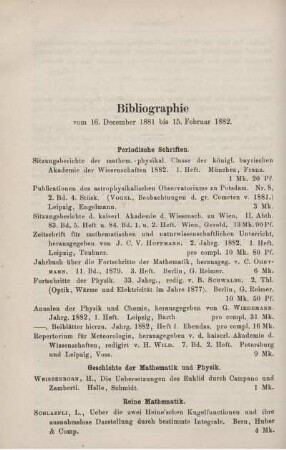 Bibliographie
vom 16. December 1881 bis 15. Februar 1882.
Periodische Schriften.
Sitzungsberichte der mathem.-physikal. Classe der königl. bayrischen
Akademie der Wissenschaften 1882. 1. Heft. München, Franz.
1 Mk. 20 Pf.
Publicationen des astrophysikalischen Observatoriums zu Potsdam. Nr. 8,
2. Bd. 4. Stück. (VOGEL, Beobachtungen d. gr. Cometen v. 1881.)
Leipzig, Engelmann. 3 Mk.
Sitzungsberichte d. kaiserl. Akademie d. Wissensch. zu Wien, II. Abth.
83. Bd., 5. Heft u. 84. Bd., 1. u. 2. Heft. Wien, Gerold. 13 Mk. 60 Pf.
Zeitschrift für mathematischen und naturwissenschaftlichen Unterricht,
herausgegeben von J. C. V. HOFFMANN. 2. Jahrg. 1882. 1. Heft.
Leipzig, Teubner. pro compl. 10 Mk. 80 Pf.
Jahrbuch über die Fortschritte der Mathematik, herausgeg. v. C. OHRT-
MANN. 11. Bd., 1879. 3. Heft. Berlin, G. Reimer. 6 Mk.
Fortschritte der Physik. 33. Jahrg., redig. v. B. SCHWALBE. 2. Thl.
(Optik, Wärme und Elektricität im Jahre 1877). Berlin, G. Reimer.
10 Mk. 50 Pf.
Annalen der Physik und Chemie, herausgegeben von G. WIEDEMANN.
Jahrg. 1882, 1. Heft. Leipzig, Barth. pro compl. 31 Mk.
—, Beiblätter hierzu. Jahrg. 1882, 1. Heft. Ebendas. pro compl. 16 Mk.
Repertorium für Meteorologie, herausgegeben v. d. kaiserl. Akademie d.
Wissenschaften, redigirt v. H. WILD. 7. Bd., 2. Heft. Petersburg
und Leipzig, Voss. 9 Mk.
Geschichte der Mathematik und Physik.
WEISSENBORN, H., Die Uebersetzungen des Euklid durch Campano und
Zamberti. Halle, Schmidt. 1 Mk.
Reine Mathematik.
SCHLAEFLI, L., Ueber die zwei Heine'schen Kugelfunctionen und ihre
ausnahmslose Darstellung durch bestimmte Integrale. Bern, Huber
& Comp. 4 Mk.